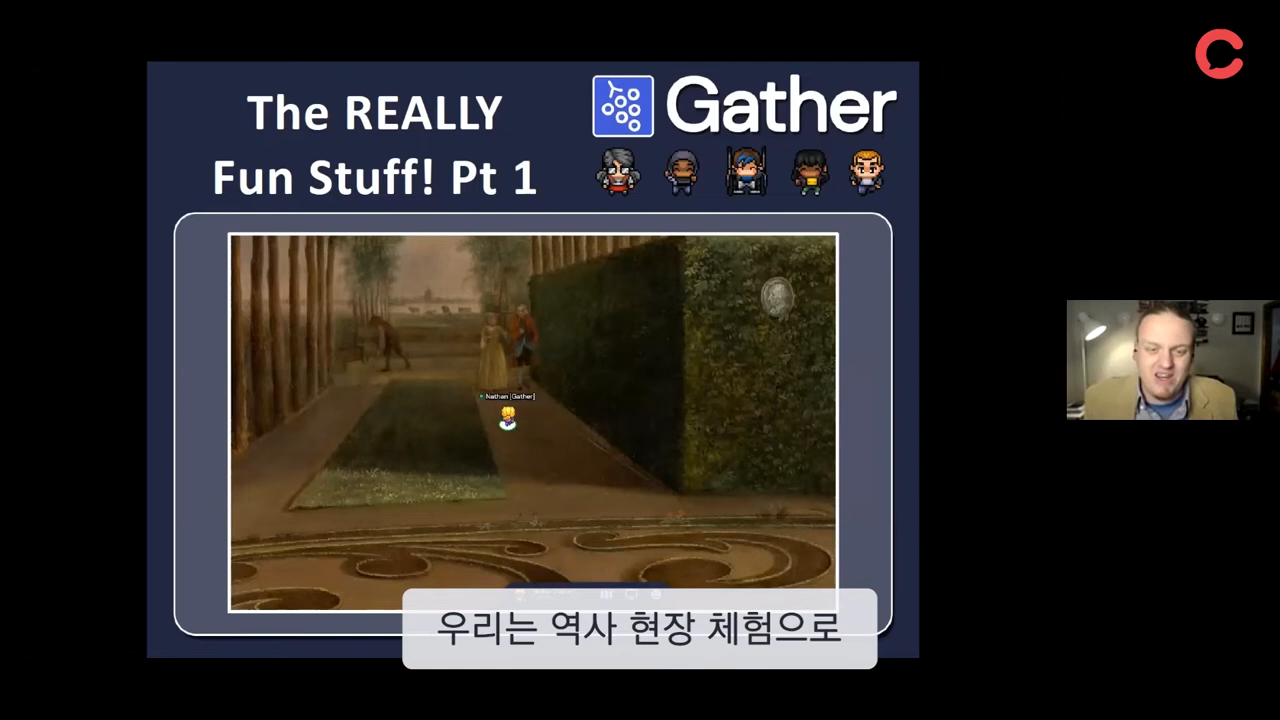 The REALLY
Fun Stuff! Pt 1
Gather
Nathan [Gather]
우리는 역사 현장 체험으로